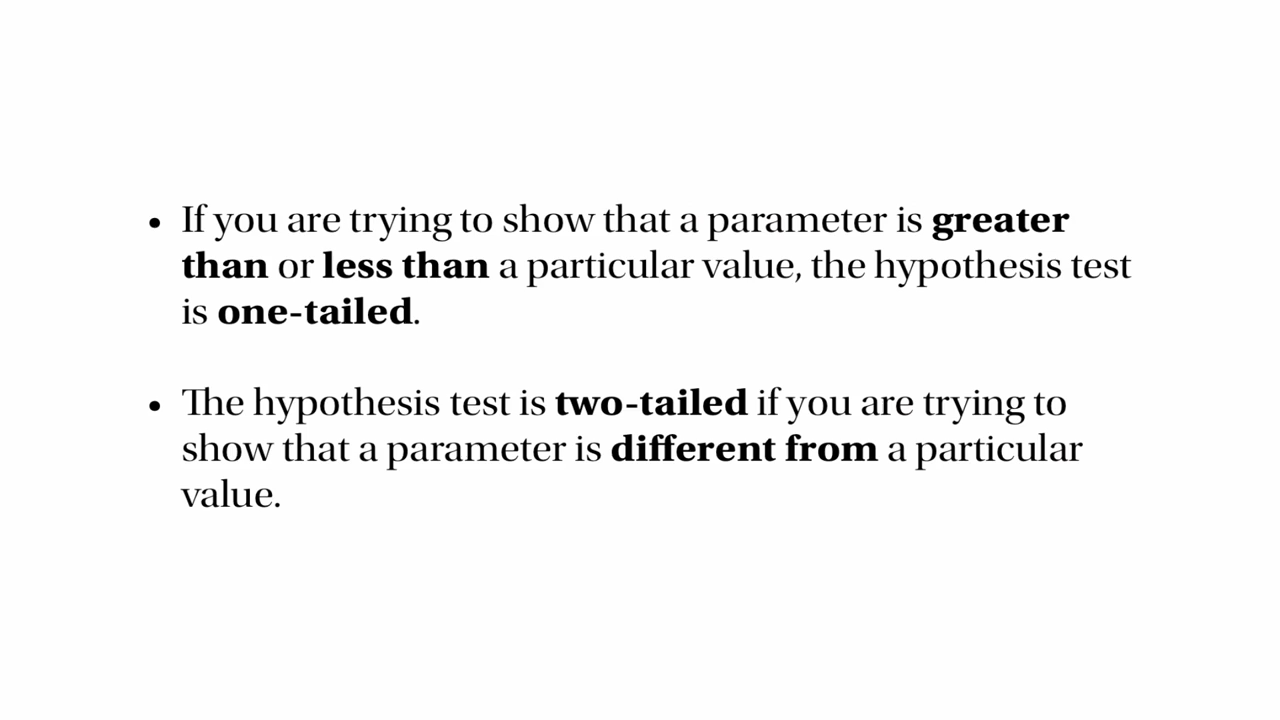 • If you are trying to show that a parameter is greater
than or less than a particular value, the hypothesis test
is one-tailed.
• The hypothesis test is two-tailed if you are trying to
show that a parameter is different from a particular
value.